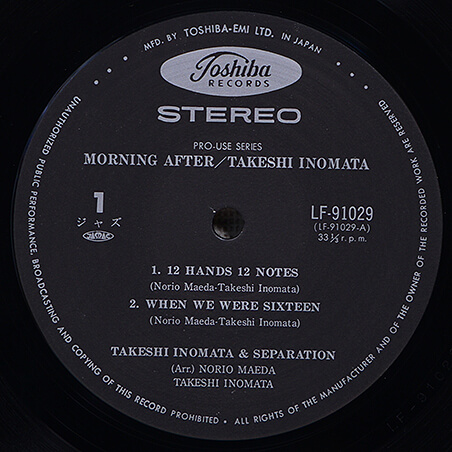 MFD. BY TOSHIBA-EMI LTD. IN JAPAN
Toshiba
RECORDS
STEREO
PRO-USE SERIES
MORNING AFTER/TAKESHI INOMATA
1
ジャズ
JASRAC
LF-91029
(LF-91029-A)
33⅓ r.p.m.
1. 12 HANDS 12 NOTES
(Norio Maeda-Takeshi Inomata)
2. WHEN WE WERE SIXTEEN
(Norio Maeda-Takeshi Inomata)
TAKESHI INOMATA & SEPARATION
(Arr.) NORIO MAEDA
TAKESHI INOMATA
UNAUTHORIZED PUBLIC PERFORMANCE, BROADCASTING AND COPYING OF THIS RECORD PROHIBITED • ALL RIGHTS OF THE MANUFACTURER AND OF THE OWNER OF THE RECORDED WORK ARE RESERVED